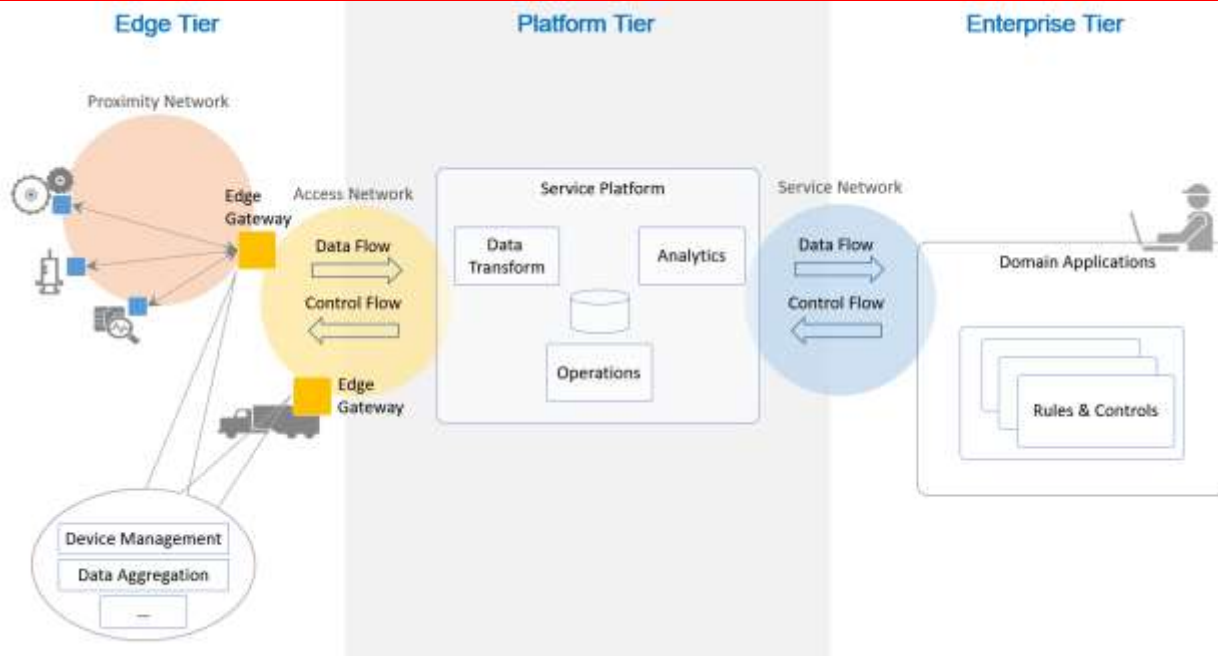 Edge Tier
Platform Tier
Enterprise Tier
Proximity Network
Edge
Gateway
Access Network
Data Flow
Control Flow
Edge
Gateway
Service Platform
Data
Transform
Analytics
Operations
Service Network
Data Flow
Control Flow
Domain Applications
Rules & Controls
Device Management
Data Aggregation
...